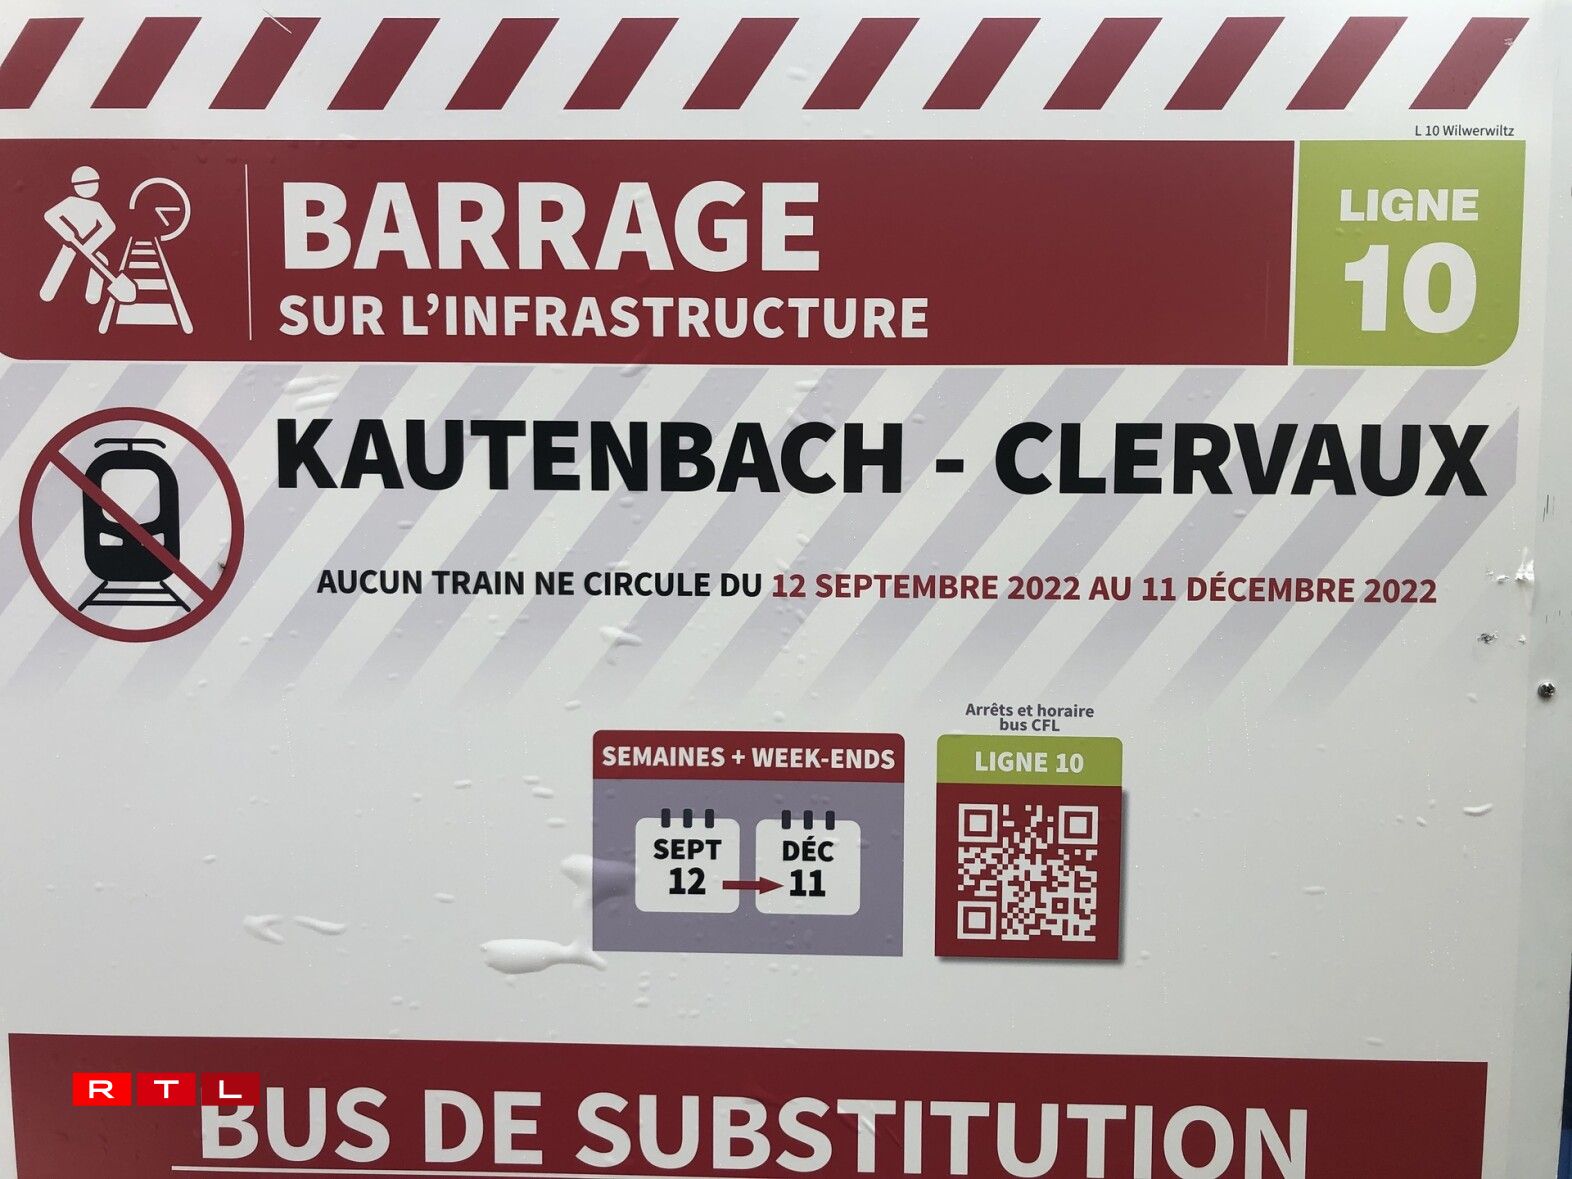 L 10 Wilwerwiltz
BARRAGE
SUR L'INFRASTRUCTURE
LIGNE
10
KAUTENBACH - CLERVAUX
AUCUN TRAIN NE CIRCULE DU 12 SEPTEMBRE 2022 AU 11 DÉCEMBRE 2022
Arrêts et horaire
bus CFL
SEMAINES + WEEK-ENDS
LIGNE 10
SEPT
12
DÉC
11
RTL
BUS DE SUBSTITUTION